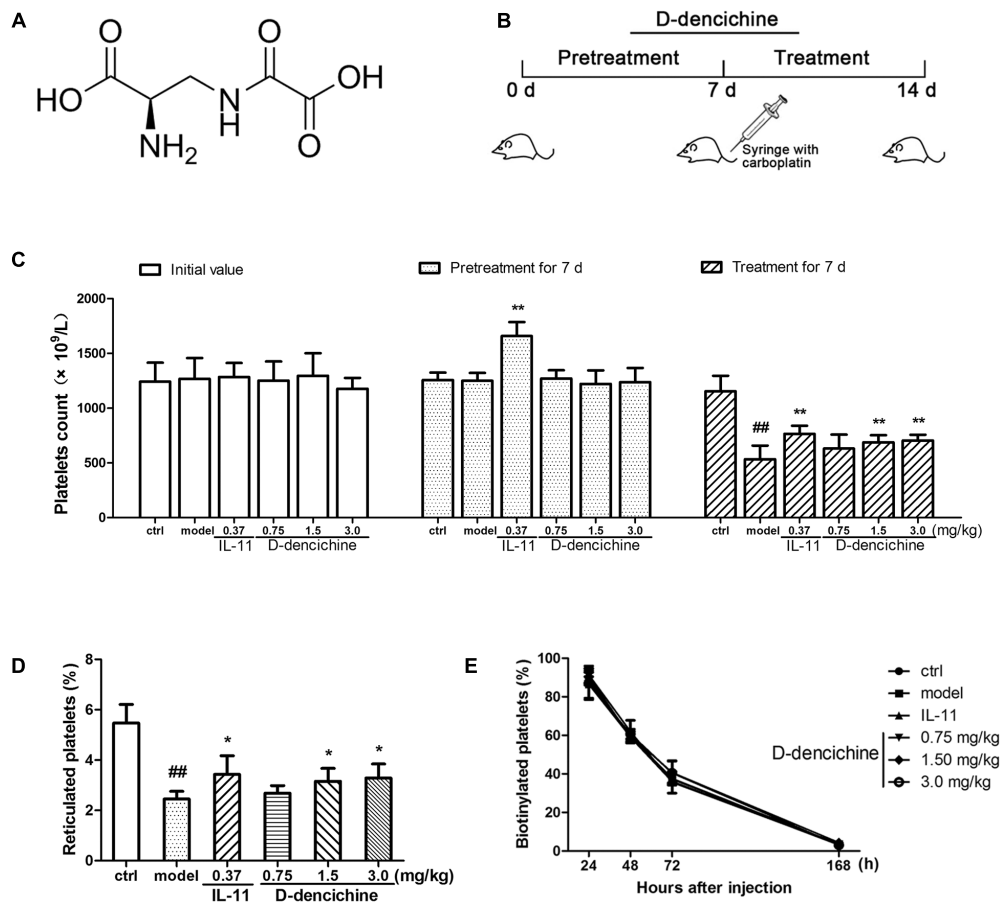 A
O
O
HO
N
H
OH
NH2
O
B
D-dencichine
Pretreatment
Treatment
0 d
7 d
14 d
Syringe with
carboplatin
C
Initial value
Pretreatment for 7 d
Treatment for 7 d
Platelets count (× 10⁹/L)
2000
1500
1000
500
0
**
##
**
**
**
ctrl model 0.37 0.75 1.5 3.0
IL-11 D-dencichine
ctrl model 0.37 0.75 1.5 3.0
IL-11 D-dencichine
ctrl model 0.37 0.75 1.5 3.0 (mg/kg)
IL-11 D-dencichine
D
Reticulated platelets (%)
8
6
4
2
0
##
*
*
*
ctrl model 0.37 0.75 1.5 3.0 (mg/kg)
IL-11 D-dencichine
E
Biotinylated platelets (%)
100
80
60
40
20
0
24 48 72 168 (h)
Hours after injection
ctrl
model
IL-11
D-dencichine
0.75 mg/kg
1.50 mg/kg
3.0 mg/kg